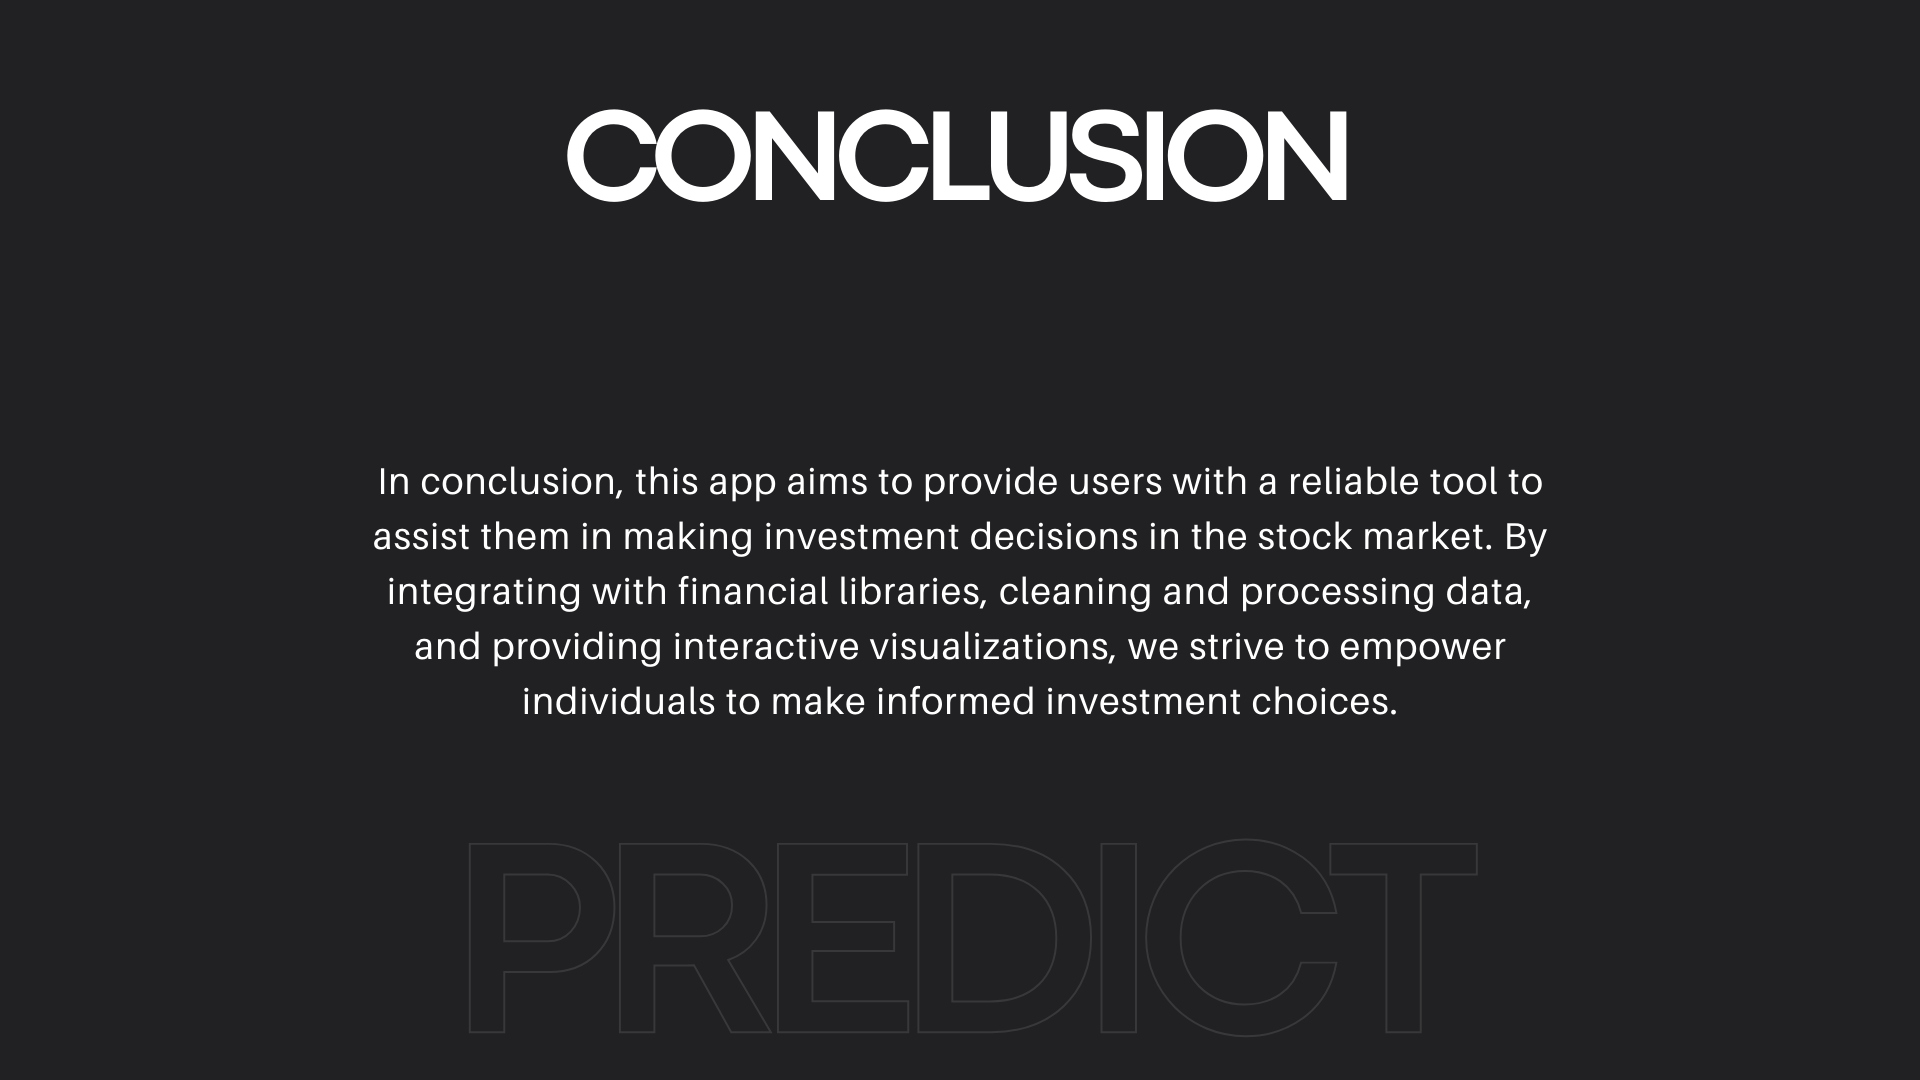 CONCLUSION
In conclusion, this app aims to provide users with a reliable tool to
assist them in making investment decisions in the stock market. By
integrating with financial libraries, cleaning and processing data,
and providing interactive visualizations, we strive to empower
individuals to make informed investment choices.
PREDICT